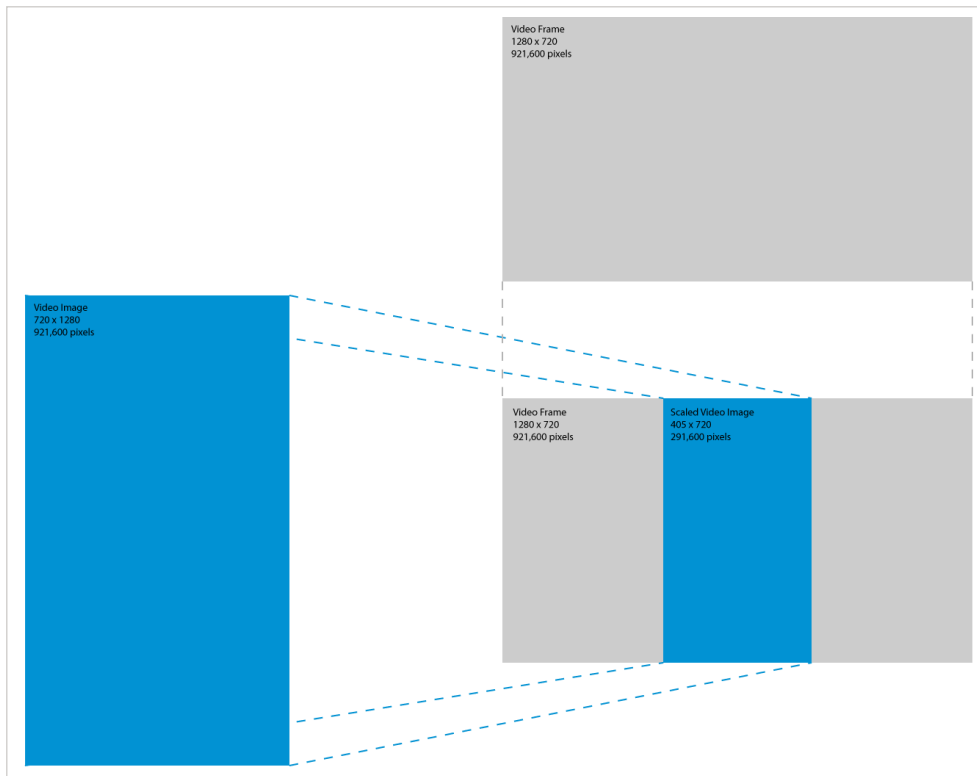 Video Frame
1280 x 720
921,600 pixels
Video Image
720 x 1280
921,600 pixels
Video Frame
1280 x 720
921,600 pixels
Scaled Video Image
405 x 720
291,600 pixels